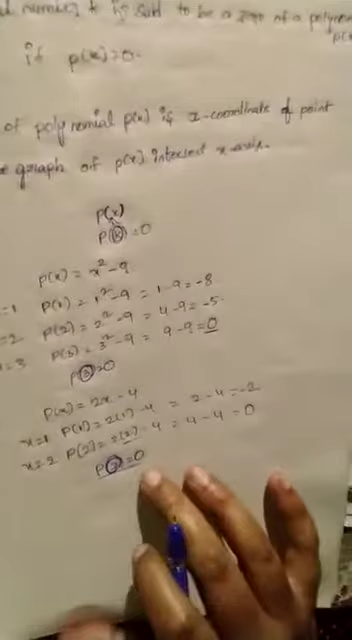 number k is said to be a zero of a polynom
if p(k)=0.
of polynomial p(x) is x-coordinate of point
graph of p(x) intersect x-axis.
p(x)
p(k)=0
p(x) = x²-9
=1 p(1) = 1²-9 = 1-9 = -8
=2 p(2) = 2²-9 = 4-9 = -5.
=3 p(3) = 3²-9 = 9-9 = 0
p(3)=0
p(x) = 2x-4
x=1 p(1) = 2(1)-4 = 2-4 = -2
x=2 p(2) = 2(2)-4 = 4-4 = 0
p(2)=0